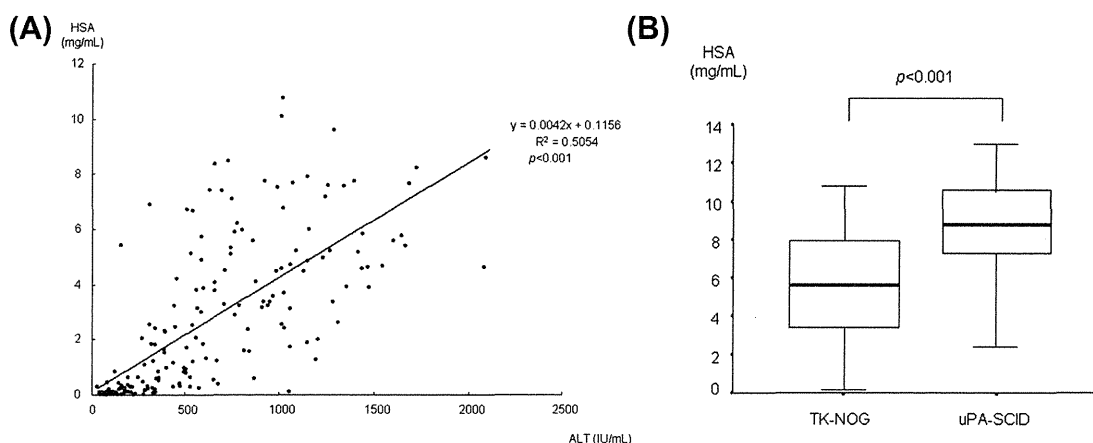 (A)
HSA
(mg/mL)
12
10
8
6
4
2
0
0 500 1000 1500 2000 2500
ALT (IU/mL)
y = 0.0042x + 0.1156
R² = 0.5054
p<0.001
(B)
HSA
(mg/mL)
p<0.001
14
12
10
8
6
4
2
0
TK-NOG uPA-SCID